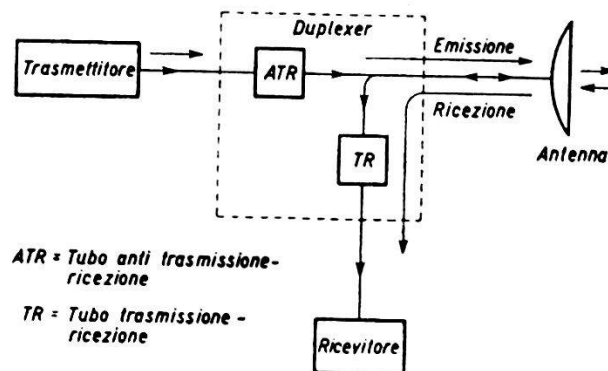 Duplexer
Emissione
Trasmettitore
ATR
Ricezione
TR
Antenna
ATR = Tubo anti trasmissione-
ricezione
TR = Tubo trasmissione-
ricezione
Ricevitore